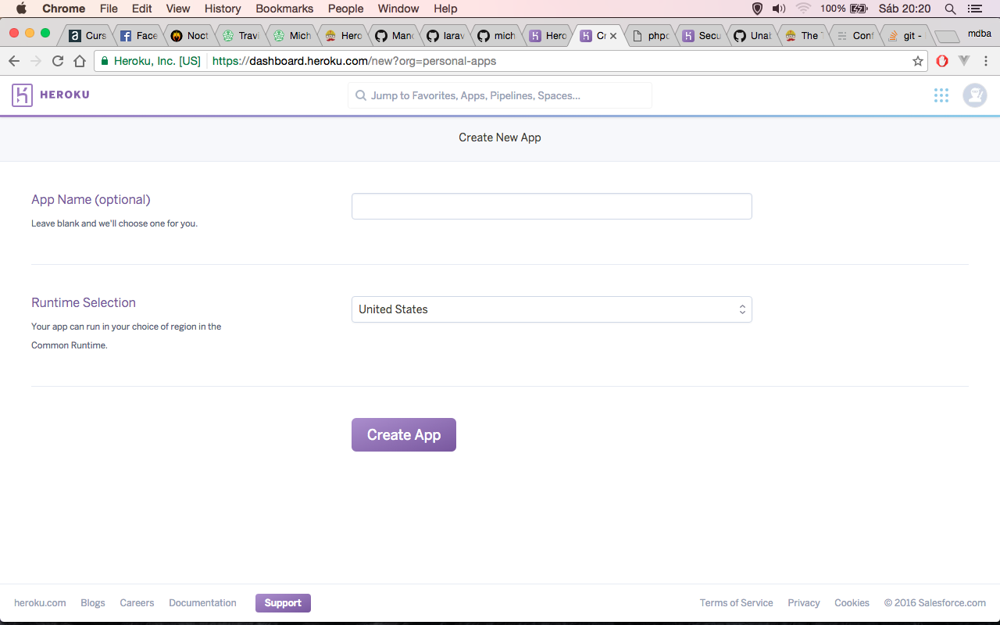 Chrome File Edit View History Bookmarks People Window Help 100% Sáb 20:20
Curs Face Noct Travi Mich Hero Manc larav mich Hero Cr phpc Secu Unab The T Conf git - mdba
Heroku, Inc. [US] https://dashboard.heroku.com/new?org=personal-apps
HEROKU Jump to Favorites, Apps, Pipelines, Spaces...
Create New App
App Name (optional)
Leave blank and we'll choose one for you.
Runtime Selection United States
Your app can run in your choice of region in the
Common Runtime.
Create App
heroku.com Blogs Careers Documentation Support Terms of Service Privacy Cookies © 2016 Salesforce.com